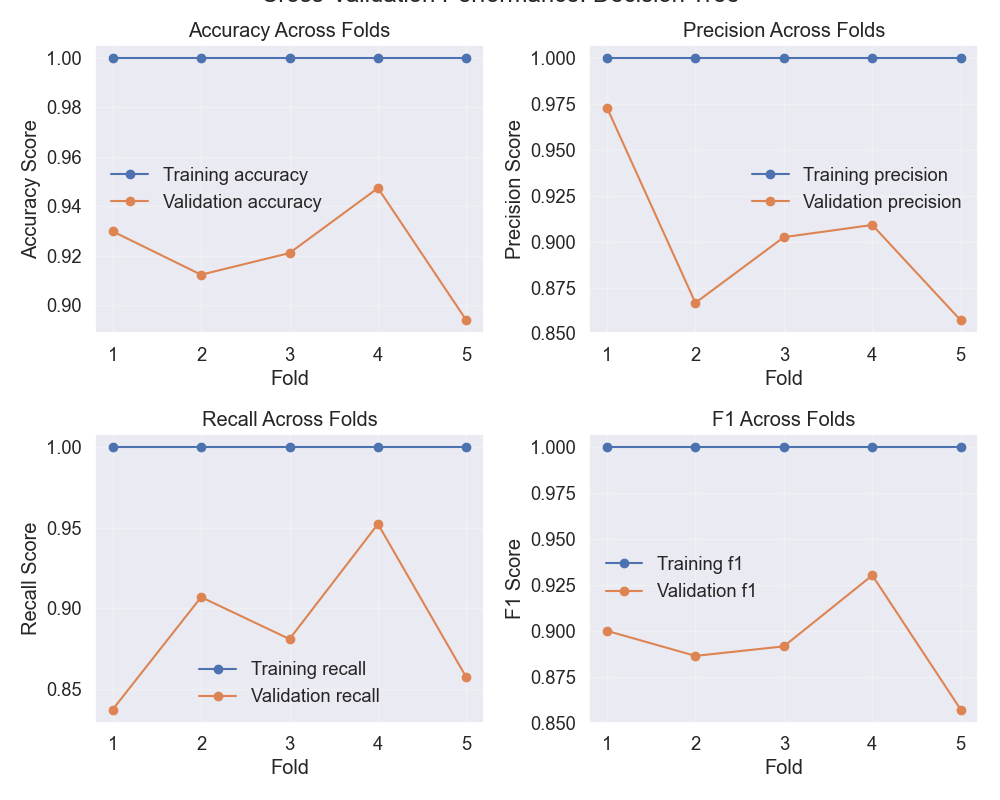 Cross-Validation Performance: Decision Tree
Accuracy Across Folds
1.00
0.98
0.96
0.94
0.92
0.90
Accuracy Score
Training accuracy
Validation accuracy
1 2 3 4 5
Fold
Precision Across Folds
1.000
0.975
0.950
0.925
0.900
0.875
0.850
Precision Score
Training precision
Validation precision
1 2 3 4 5
Fold
Recall Across Folds
1.00
0.95
0.90
0.85
Recall Score
Training recall
Validation recall
1 2 3 4 5
Fold
F1 Across Folds
1.000
0.975
0.950
0.925
0.900
0.875
0.850
F1 Score
Training f1
Validation f1
1 2 3 4 5
Fold